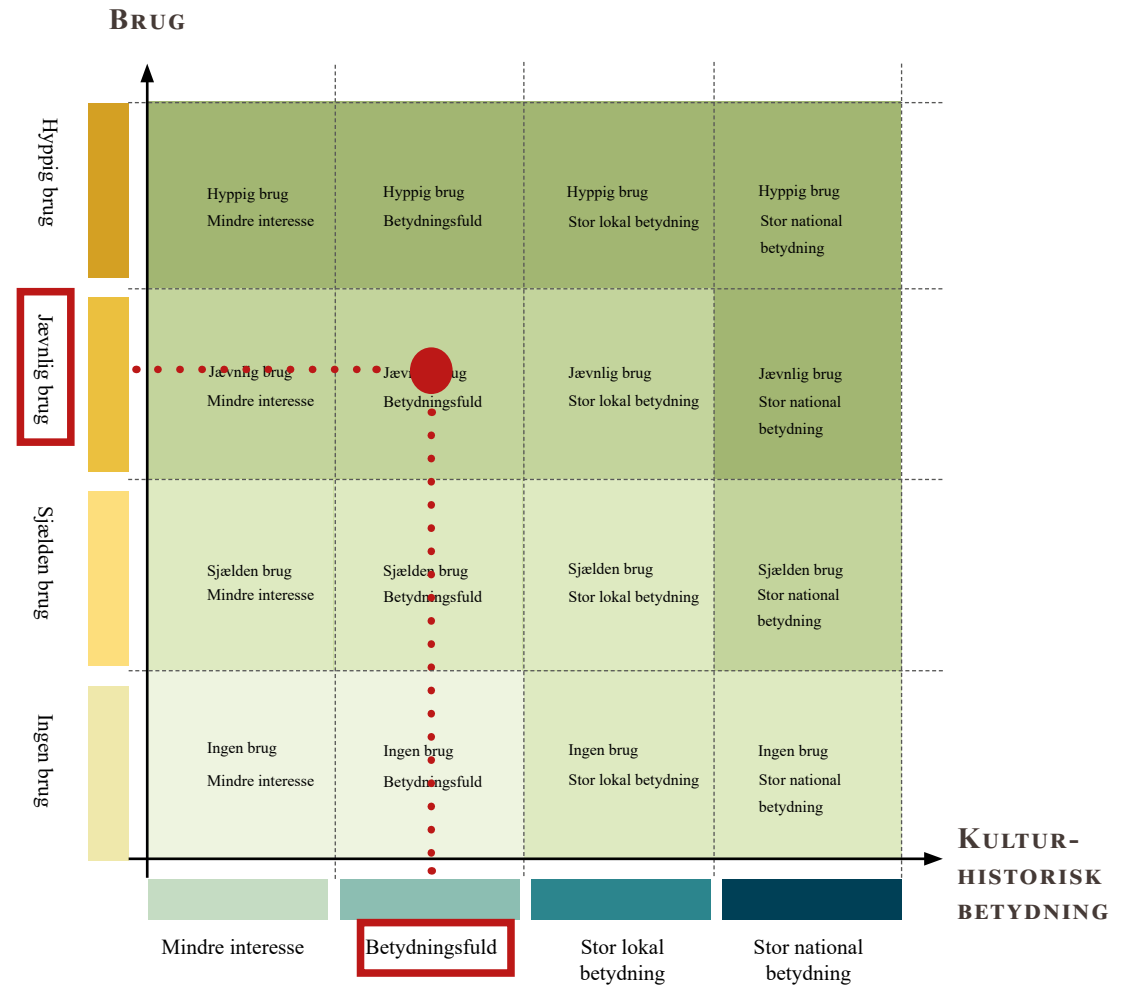 BRUG
Hyppig brug
Hyppig brug
Mindre interesse
Hyppig brug
Betydningsfuld
Hyppig brug
Stor lokal betydning
Hyppig brug
Stor national
betydning
Jævnlig brug
Jævnlig brug
Mindre interesse
Jævnlig brug
Betydningsfuld
Jævnlig brug
Stor lokal betydning
Jævnlig brug
Stor national
betydning
Sjælden brug
Sjælden brug
Mindre interesse
Sjælden brug
Betydningsfuld
Sjælden brug
Stor lokal betydning
Sjælden brug
Stor national
betydning
Ingen brug
Ingen brug
Mindre interesse
Ingen brug
Betydningsfuld
Ingen brug
Stor lokal betydning
Ingen brug
Stor national
betydning
KULTUR-
HISTORISK
BETYDNING
Mindre interesse
Betydningsfuld
Stor lokal
betydning
Stor national
betydning